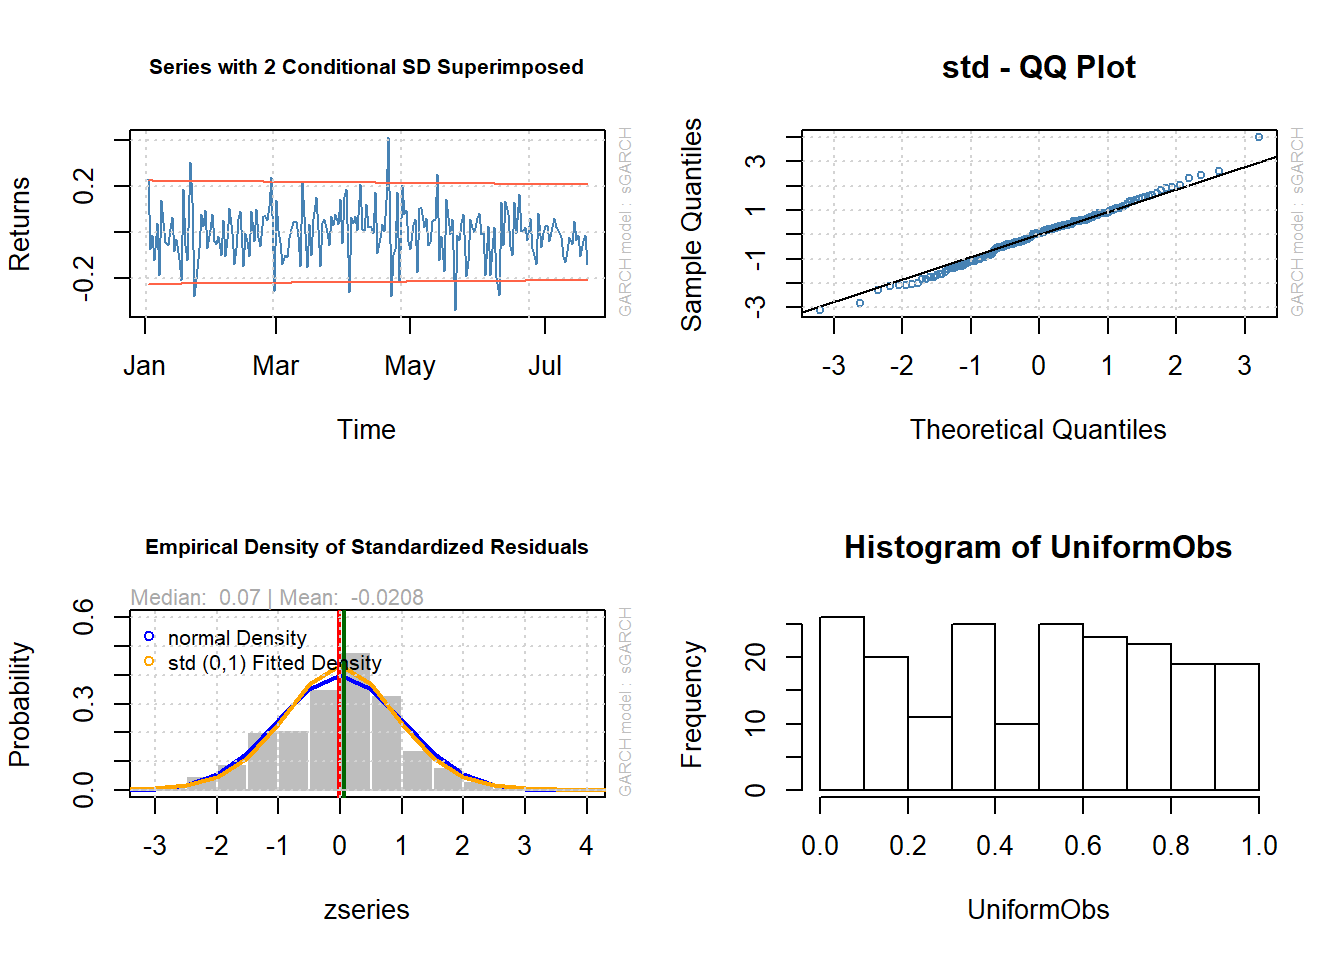 Series with 2 Conditional SD Superimposed
Returns
0.2
-0.2
Jan
Mar
May
Jul
Time
GARCH model : sGARCH
std - QQ Plot
Sample Quantiles
3
1
-1
-3
-3
-2
-1
0
1
2
3
Theoretical Quantiles
GARCH model : sGARCH
Empirical Density of Standardized Residuals
Median: 0.07 | Mean: -0.0208
normal Density
std (0,1) Fitted Density
Probability
0.6
0.3
0.0
-3
-2
-1
0
1
2
3
4
zseries
GARCH model : sGARCH
Histogram of UniformObs
Frequency
20
10
0
0.0
0.2
0.4
0.6
0.8
1.0
UniformObs